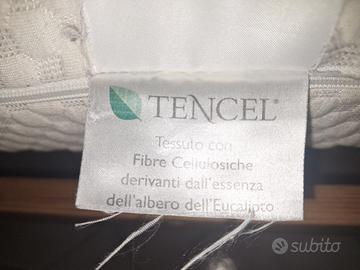 TENCEL®
Tessuto con
Fibre Cellulosiche
derivanti dall'essenza
dell'albero dell'Eucalipto
subito